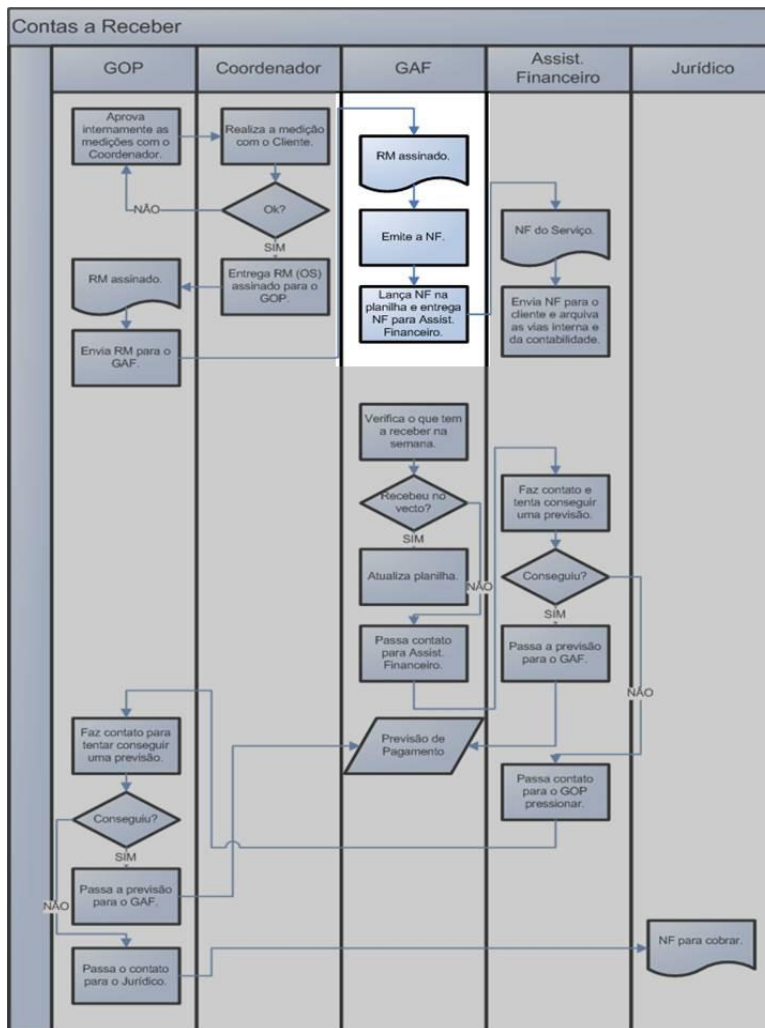 Contas a Receber
GOP
Coordenador
GAF
Assist.
Financeiro
Jurídico
Aprova
internamente as
medições com o
Coordenador.
Realiza a medição
com o Cliente.
RM assinado.
NÃO
Ok?
SIM
Emite a NF.
NF do Serviço.
RM assinado.
Entrega RM (OS)
assinado para o
GOP.
Lança NF na
planilha e entrega
NF para Assist.
Financeiro.
Envia NF para o
cliente e arquiva
as vias interna e
da contabilidade.
Envia RM para o
GAF.
Verifica o que tem
a receber na
semana.
Recebeu no
vecto?
SIM
NÃO
Atualiza planilha.
Passa contato
para Assist.
Financeiro.
Faz contato e
tenta conseguir
uma previsão.
Conseguiu?
SIM
NÃO
Passa a previsão
para o GAF.
Previsão de
Pagamento
Passa contato
para o GOP
pressionar.
Faz contato para
tentar conseguir
uma previsão.
Conseguiu?
SIM
NÃO
Passa a previsão
para o GAF.
Passa o contato
para o Jurídico.
NF para cobrar.